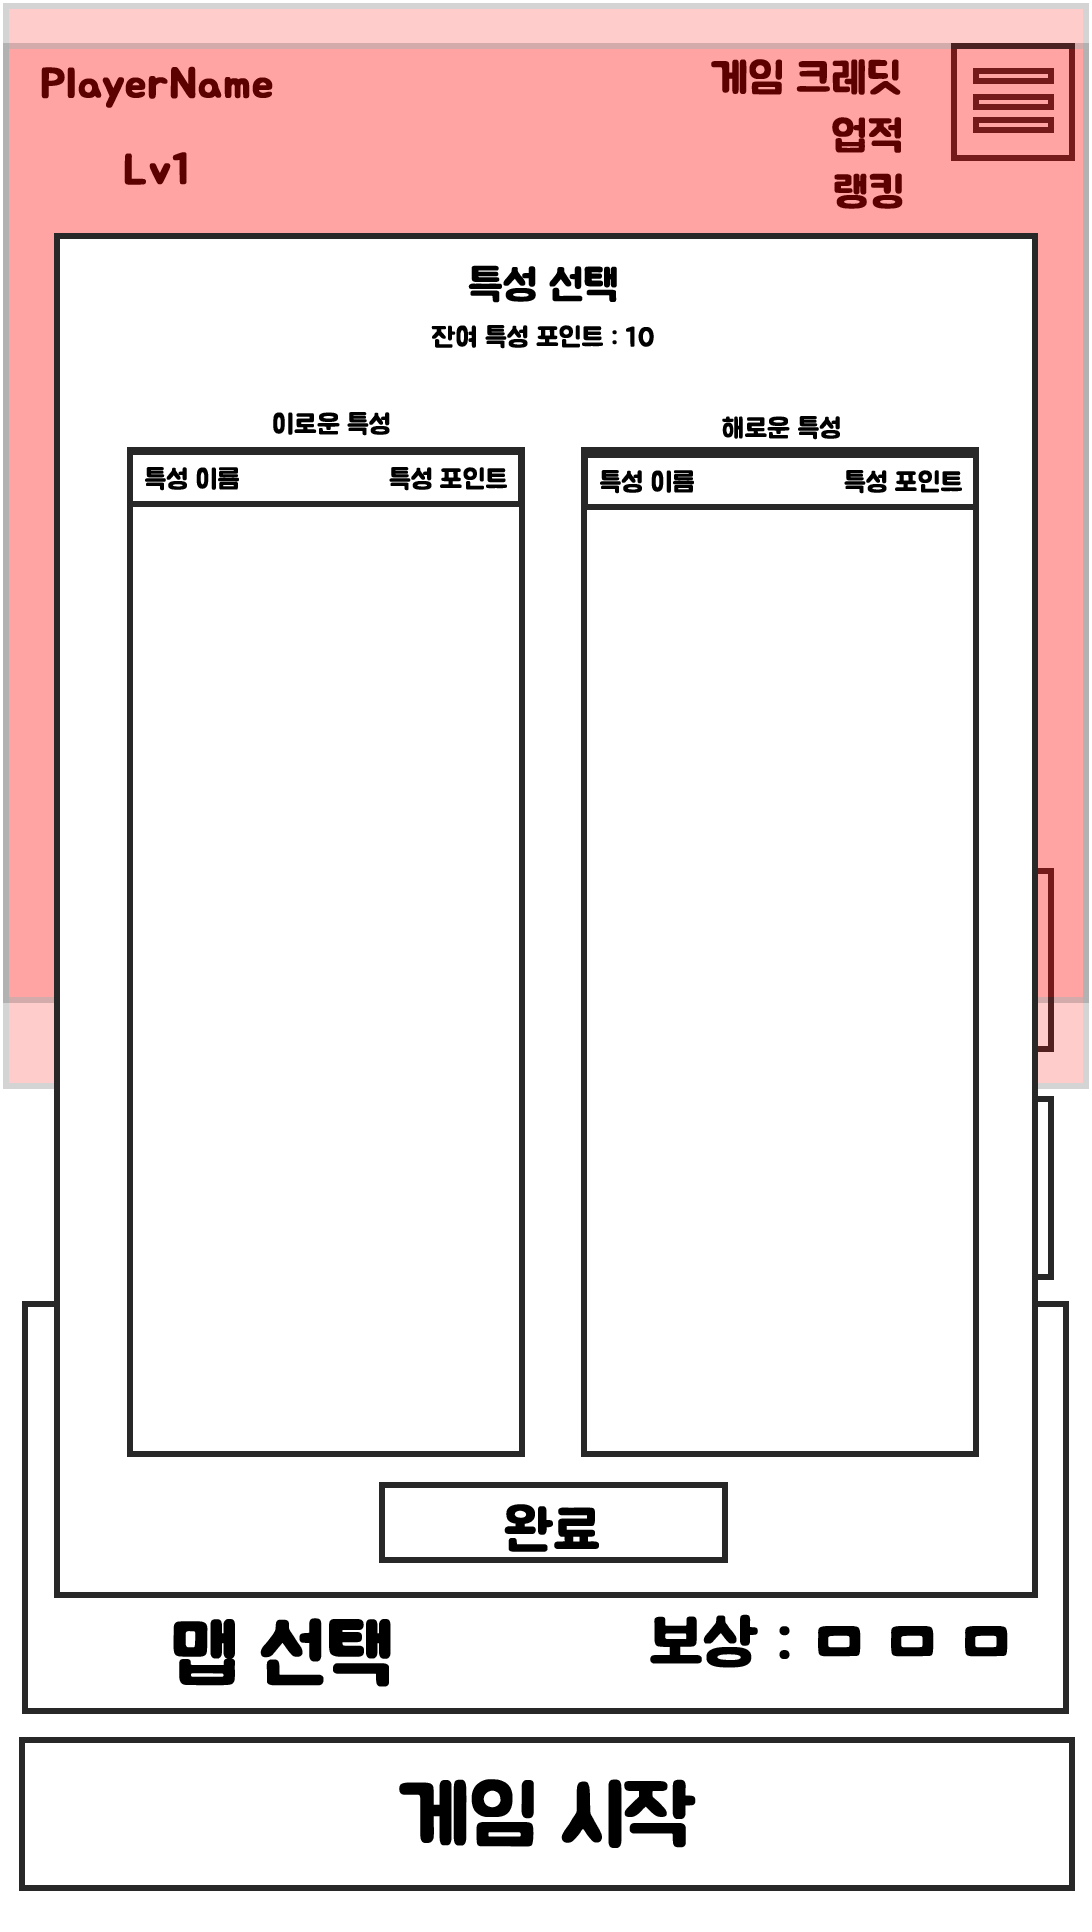 PlayerName
Lv1
게임 크레딧
업적
랭킹
특성 선택
잔여 특성 포인트 : 10
이로운 특성
특성 이름 특성 포인트
해로운 특성
특성 이름 특성 포인트
완료
맵 선택
보상 : ㅁ ㅁ ㅁ
게임 시작